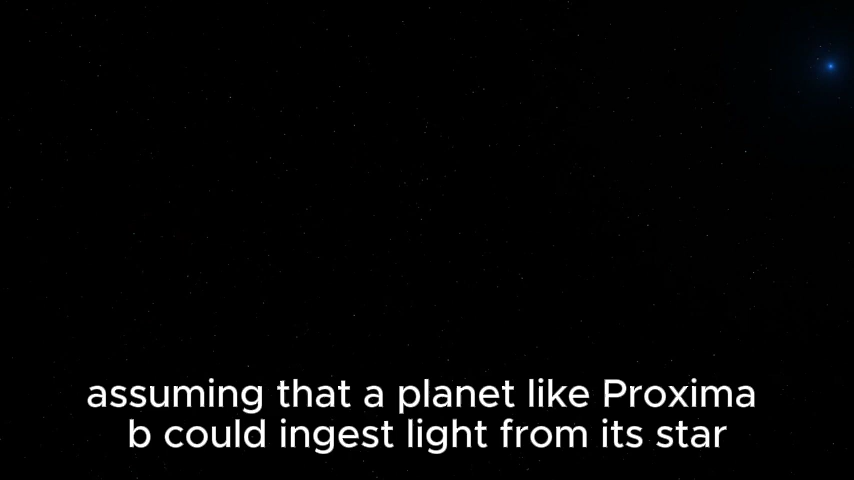 assuming that a planet like Proxima
b could ingest light from its star